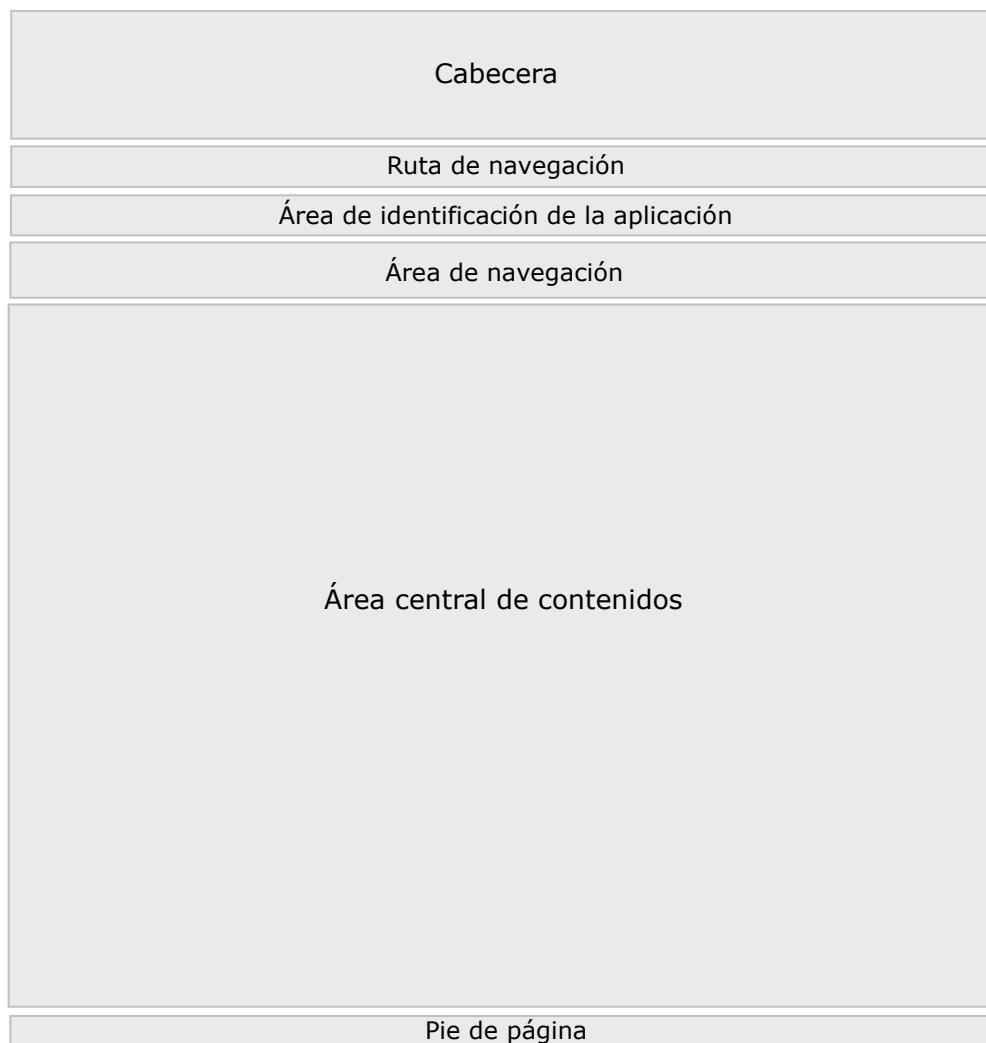 Cabecera
Ruta de navegación
Área de identificación de la aplicación
Área de navegación
Área central de contenidos
Pie de página